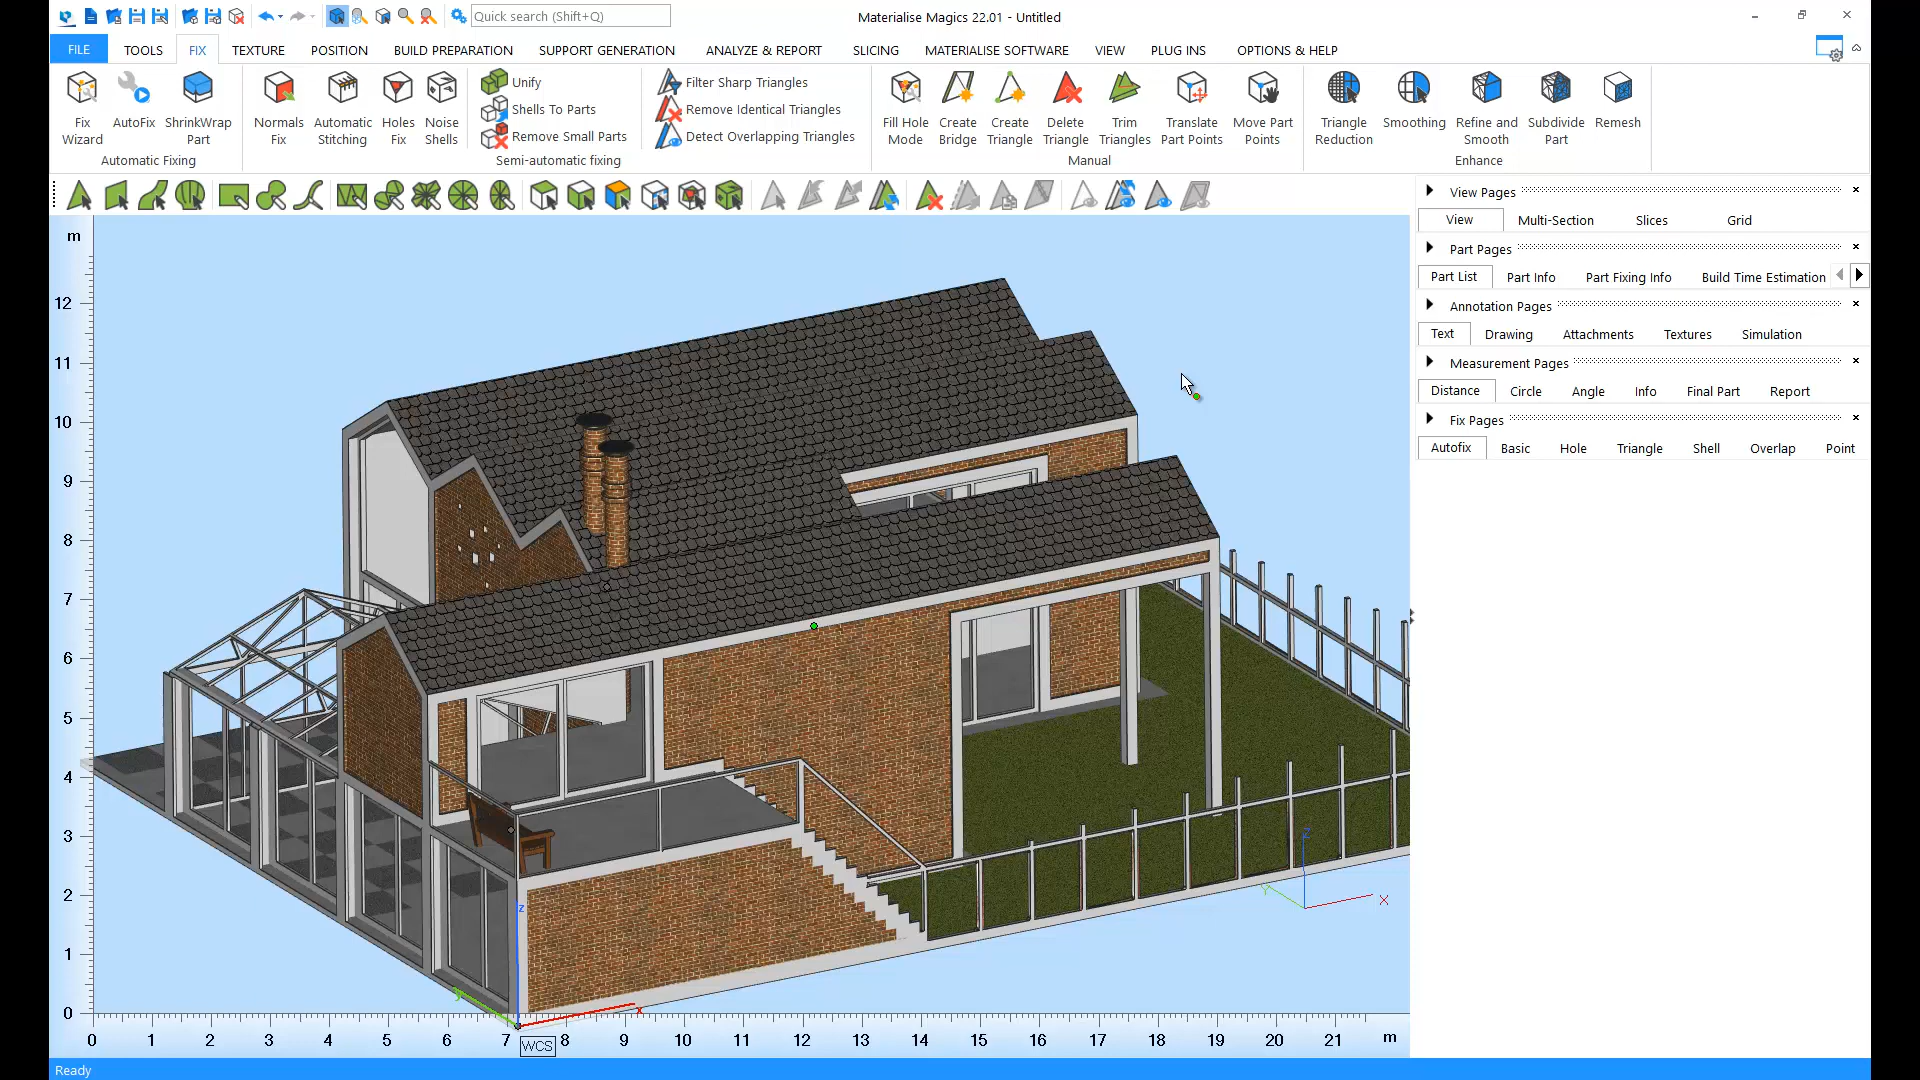 Quick search (Shift+Q)
Materialise Magics 22.01 - Untitled
FILE TOOLS FIX TEXTURE POSITION BUILD PREPARATION SUPPORT GENERATION ANALYZE & REPORT SLICING MATERIALISE SOFTWARE VIEW PLUG INS OPTIONS & HELP
Fix Wizard
AutoFix
ShrinkWrap Part
Automatic Fixing
Normals Fix
Automatic Stitching
Holes Fix
Noise Shells
Unify
Shells To Parts
Remove Small Parts
Filter Sharp Triangles
Remove Identical Triangles
Detect Overlapping Triangles
Semi-automatic fixing
Fill Hole Mode
Create Bridge
Create Triangle
Delete Triangle
Trim Triangles
Translate Part Points
Move Part Points
Manual
Triangle Reduction
Smoothing
Refine and Smooth
Subdivide Part
Remesh
Enhance
View Pages
View Multi-Section Slices Grid
Part Pages
Part List Part Info Part Fixing Info Build Time Estimation
Annotation Pages
Text Drawing Attachments Textures Simulation
Measurement Pages
Distance Circle Angle Info Final Part Report
Fix Pages
Autofix Basic Hole Triangle Shell Overlap Point
m
12
11
10
9
8
7
6
5
4
3
2
1
0
z
y
x
WCS
Z
Y
X
0 1 2 3 4 5 6 7 8 9 10 11 12 13 14 15 16 17 18 19 20 21 m
Ready